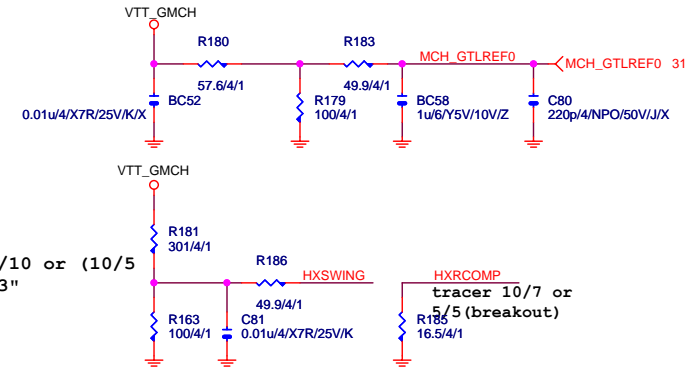 VTT_GMCH
R180
57.6/4/1
R183
49.9/4/1
MCH_GTLREF0
MCH_GTLREF0 31
BC52
0.01u/4/X7R/25V/K/X
R179
100/4/1
BC58
1u/6/Y5V/10V/Z
C80
220p/4/NPO/50V/J/X
VTT_GMCH
R181
301/4/1
/10 or (10/5
3"
R186
49.9/4/1
HXSWING
HXRCOMP
tracer 10/7 or
5/5(breakout)
R163
100/4/1
C81
0.01u/4/X7R/25V/K
R185
16.5/4/1